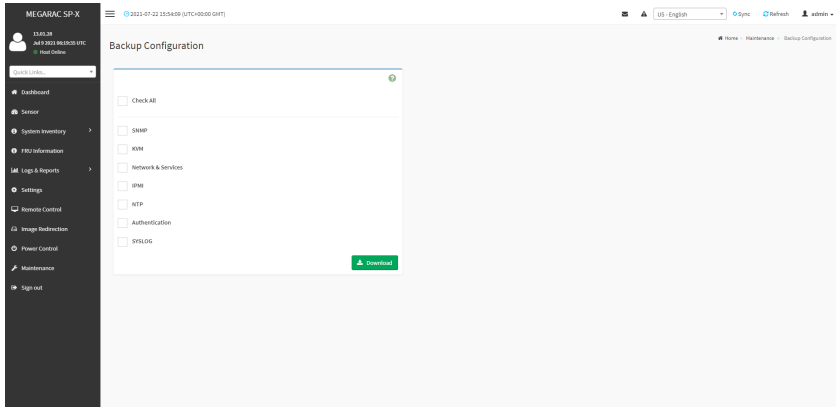 MEGARAC SP-X
2021-07-22 15:54:09 (UTC+00:00 GMT)
US - English
Sync
Refresh
admin
13.01.28
Jul 9 2021 06:19:35 UTC
Host Online
Quick Links..
Dashboard
Sensor
System Inventory
FRU Information
Logs & Reports
Settings
Remote Control
Image Redirection
Power Control
Maintenance
Sign out
Backup Configuration
Home > Maintenance > Backup Configuration
Check All
SNMP
KVM
Network & Services
IPMI
NTP
Authentication
SYSLOG
Download